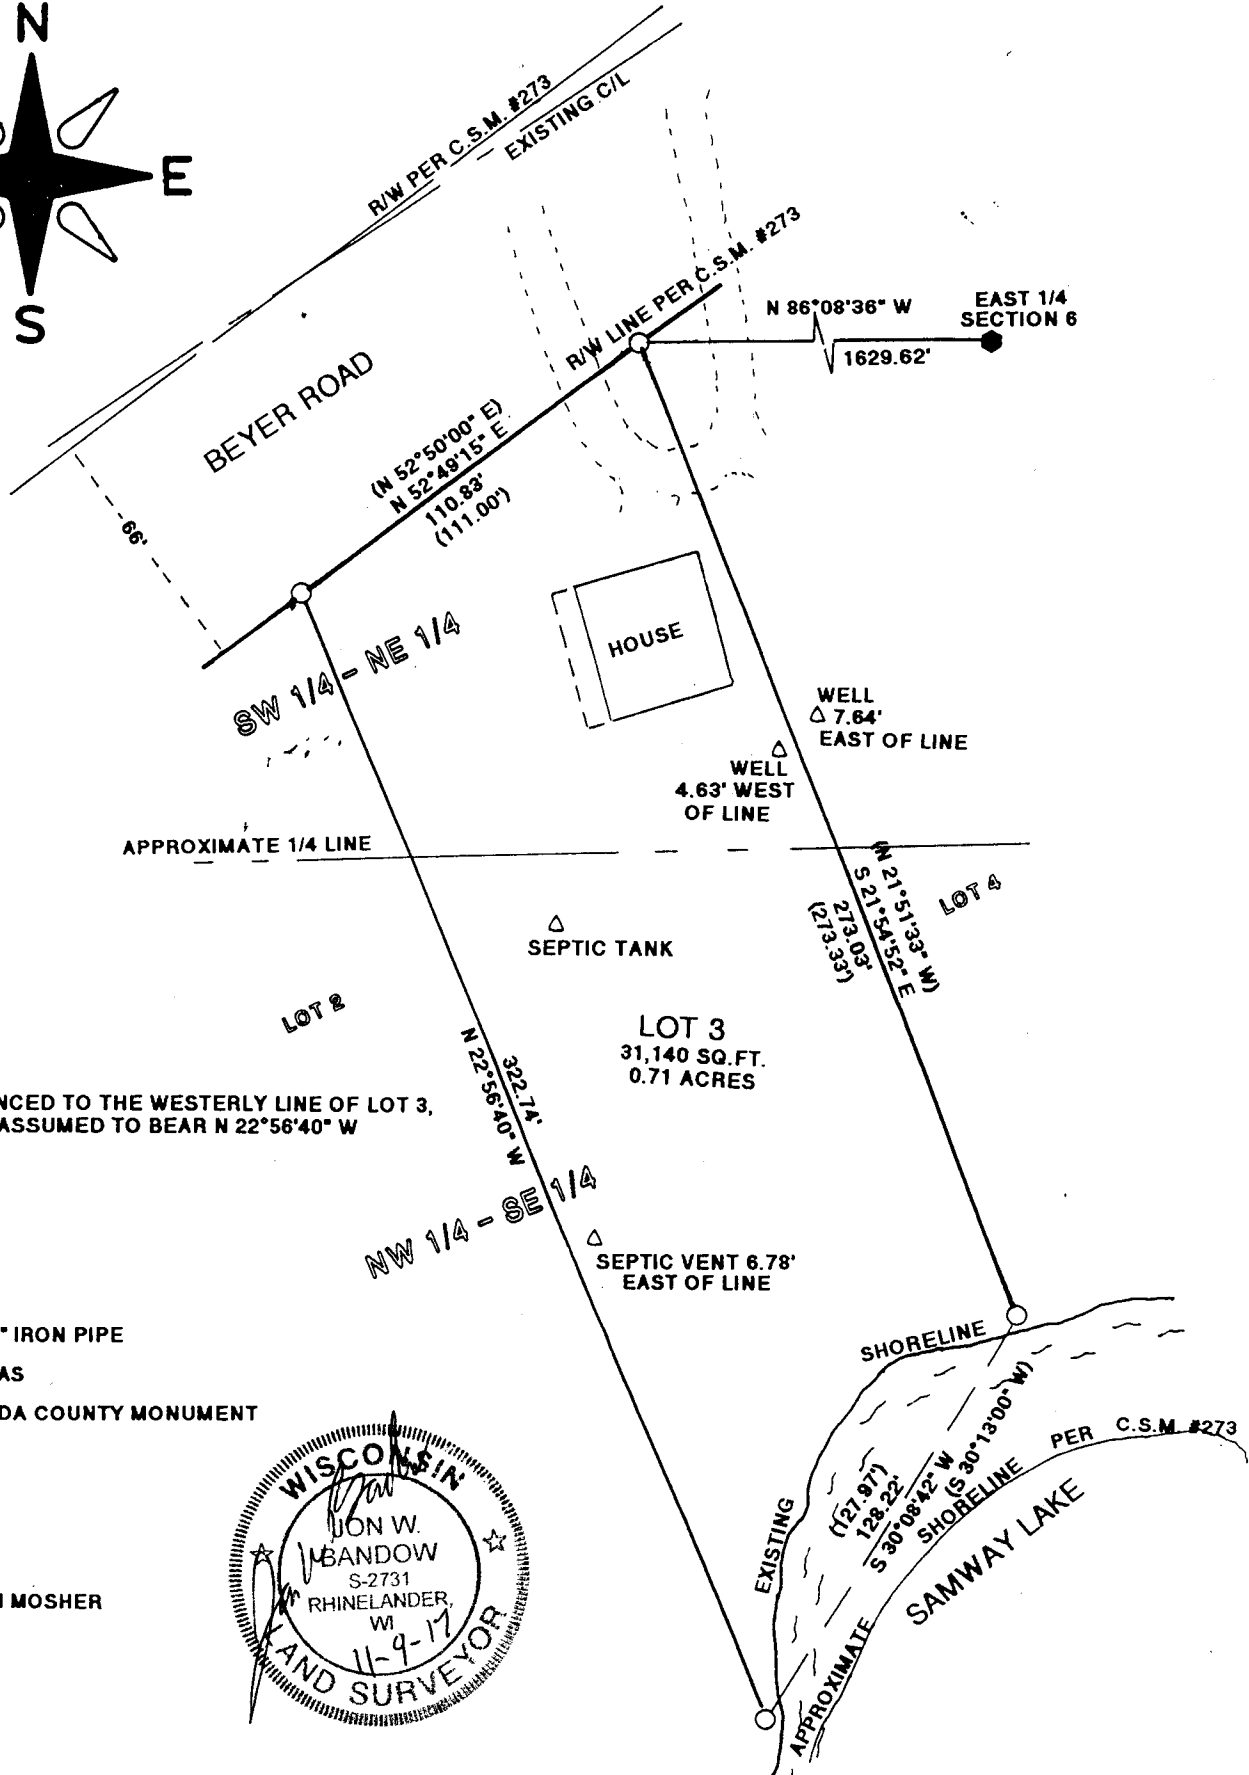 N
E
S
R/W PER C.S.M. #273
EXISTING C/L
R/W LINE PER C.S.M. #273
N 86°08'36" W
1629.62'
EAST 1/4
SECTION 6
BEYER ROAD
66'
(N 52°50'00" E)
N 52°49'15" E
110.83'
(111.00')
SW 1/4 - NE 1/4
HOUSE
WELL
7.64'
EAST OF LINE
WELL
4.63' WEST
OF LINE
APPROXIMATE 1/4 LINE
(N 21°51'33" W)
S 21°54'52" E
273.03'
(273.33')
LOT 4
SEPTIC TANK
LOT 2
LOT 3
31,140 SQ.FT.
0.71 ACRES
322.74'
N 22°56'40" W
NCED TO THE WESTERLY LINE OF LOT 3,
ASSUMED TO BEAR N 22°56'40" W
NW 1/4 - SE 1/4
SEPTIC VENT 6.78'
EAST OF LINE
" IRON PIPE
AS
DA COUNTY MONUMENT
EXISTING SHORELINE
(127.97')
128.22'
S 30°08'42" W
(S 30°13'00" W)
APPROXIMATE SHORELINE PER C.S.M. #273
SAMWAY LAKE
WISCONSIN
JON W.
BANDOW
S-2731
RHINELANDER,
WI
11-9-17
LAND SURVEYOR
MOSHER